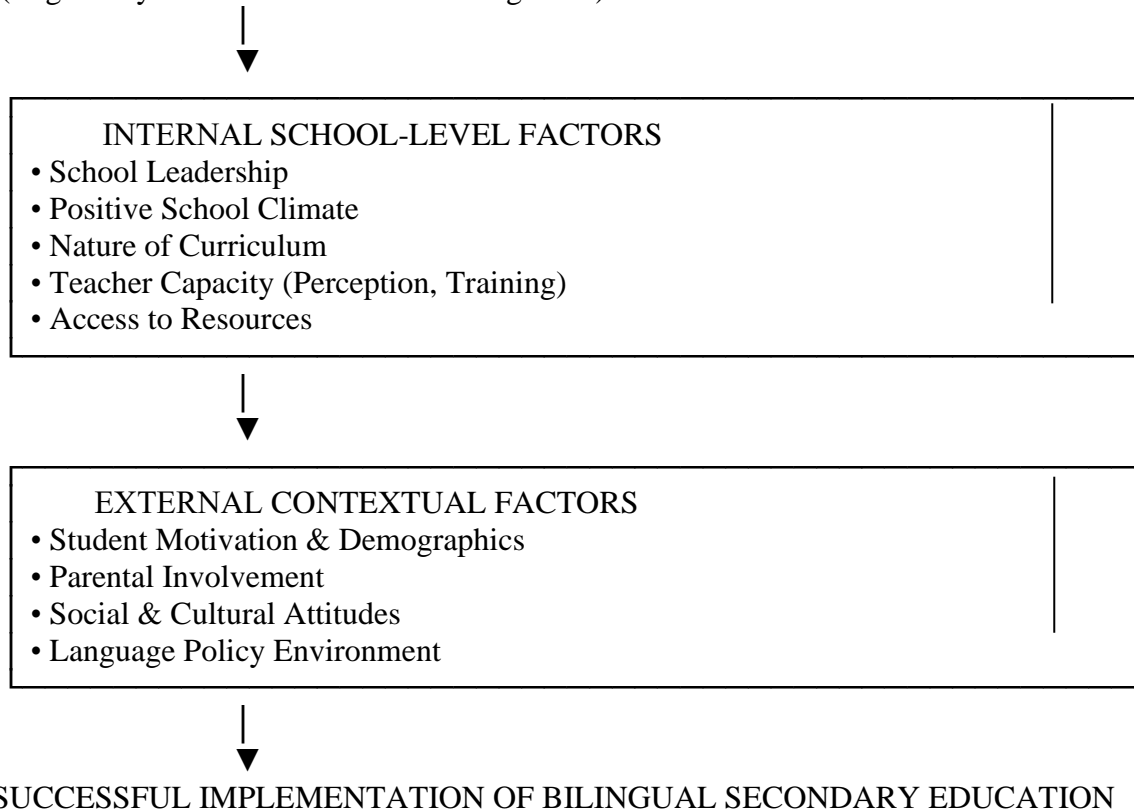 INTERNAL SCHOOL-LEVEL FACTORS
• School Leadership
• Positive School Climate
• Nature of Curriculum
• Teacher Capacity (Perception, Training)
• Access to Resources
EXTERNAL CONTEXTUAL FACTORS
• Student Motivation & Demographics
• Parental Involvement
• Social & Cultural Attitudes
• Language Policy Environment
SUCCESSFUL IMPLEMENTATION OF BILINGUAL SECONDARY EDUCATION